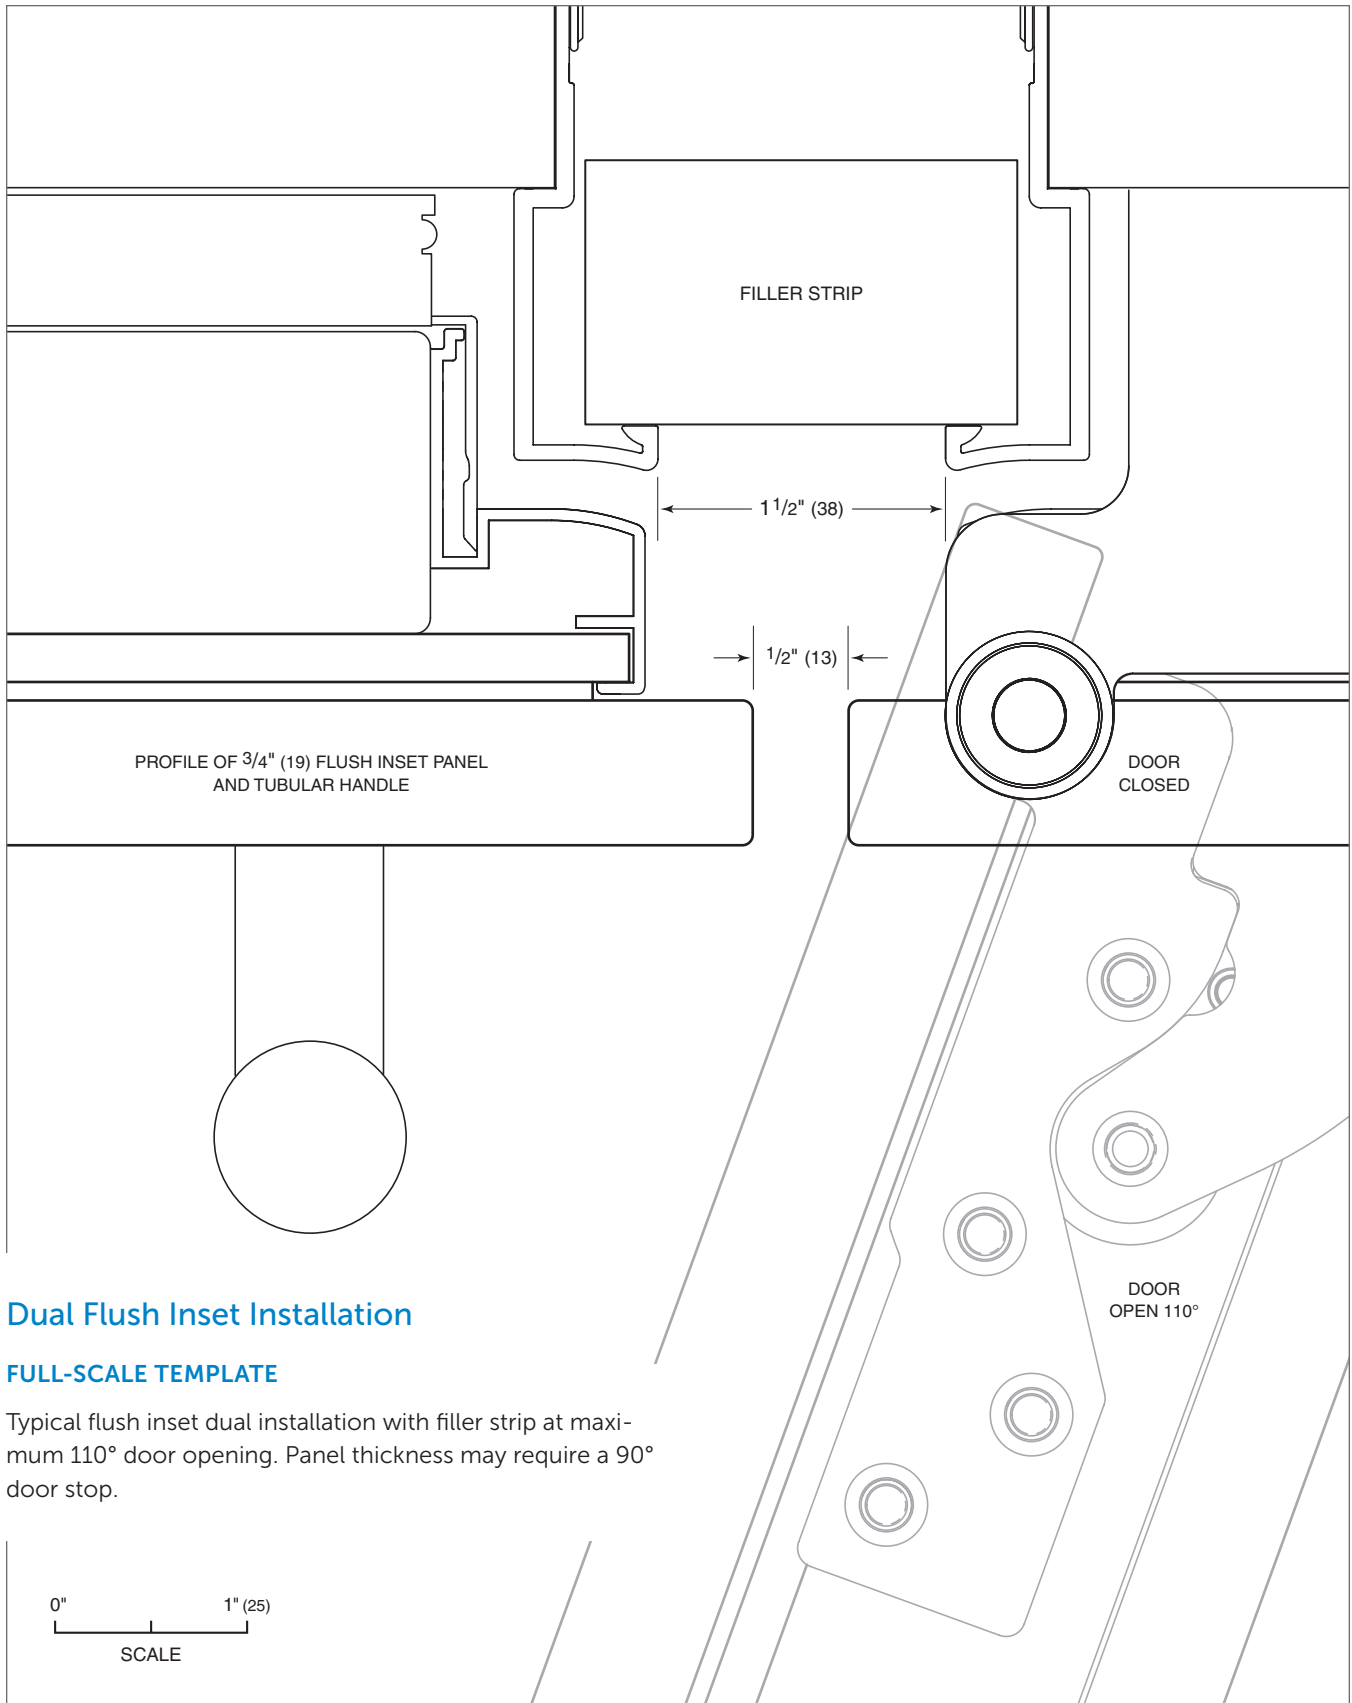 FILLER STRIP
1 1/2" (38)
1/2" (13)
PROFILE OF 3/4" (19) FLUSH INSET PANEL
AND TUBULAR HANDLE
DOOR
CLOSED
DOOR
OPEN 110°
Dual Flush Inset Installation
FULL-SCALE TEMPLATE
Typical flush inset dual installation with filler strip at maxi-
mum 110° door opening. Panel thickness may require a 90°
door stop.
0" 1" (25)
SCALE